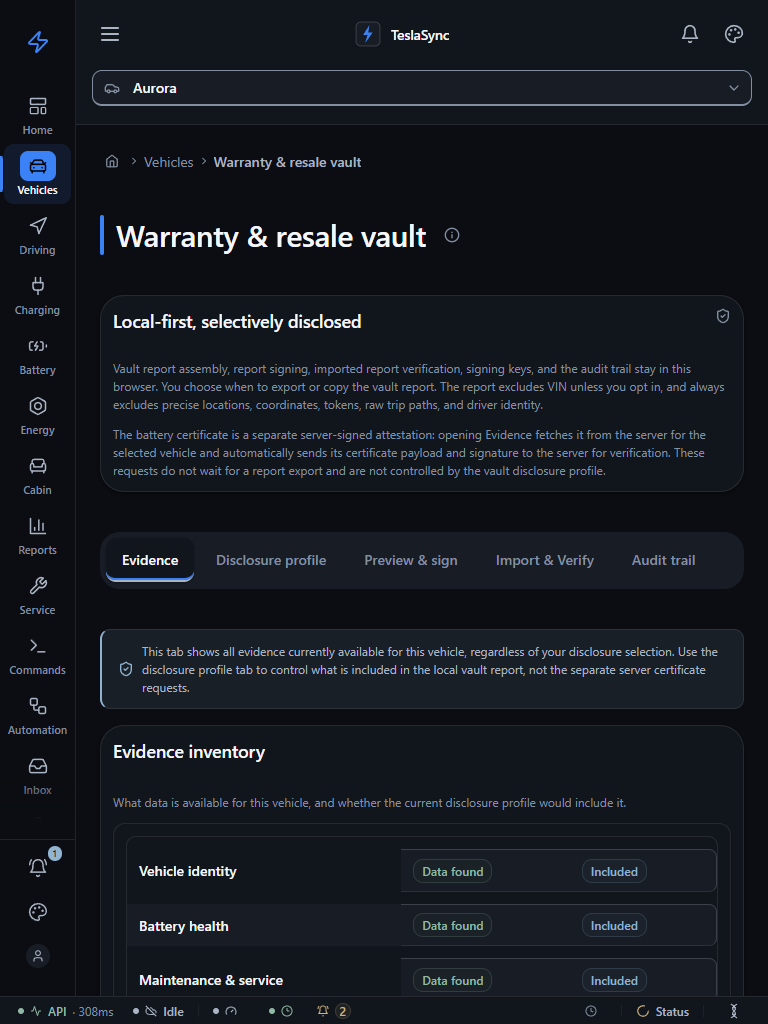 TeslaSync
Aurora
Home
Vehicles
Driving
Charging
Battery
Energy
Cabin
Reports
Service
Commands
Automation
Inbox
1
Vehicles
Warranty & resale vault
Warranty & resale vault
Local-first, selectively disclosed
Vault report assembly, report signing, imported report verification, signing keys, and the audit trail stay in this
browser. You choose when to export or copy the vault report. The report excludes VIN unless you opt in, and always
excludes precise locations, coordinates, tokens, raw trip paths, and driver identity.
The battery certificate is a separate server-signed attestation: opening Evidence fetches it from the server for the
selected vehicle and automatically sends its certificate payload and signature to the server for verification. These
requests do not wait for a report export and are not controlled by the vault disclosure profile.
Evidence Disclosure profile Preview & sign Import & Verify Audit trail
This tab shows all evidence currently available for this vehicle, regardless of your disclosure selection. Use the
disclosure profile tab to control what is included in the local vault report, not the separate server certificate
requests.
Evidence inventory
What data is available for this vehicle, and whether the current disclosure profile would include it.
Vehicle identity Data found Included
Battery health Data found Included
Maintenance & service Data found Included
API · 308ms Idle 2 Status